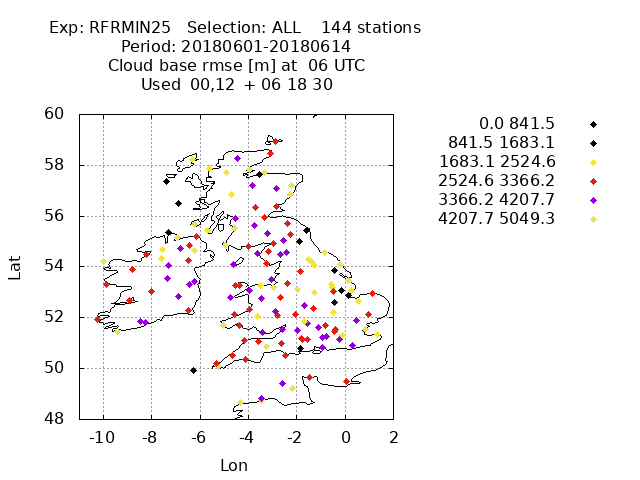 Exp: RFRMIN25 Selection: ALL 144 stations
Period: 20180601-20180614
Cloud base rmse [m] at 06 UTC
Used 00,12 + 06 18 30
60
58
56
54
52
50
48
Lat
-10 -8 -6 -4 -2 0 2
Lon
0.0 841.5
841.5 1683.1
1683.1 2524.6
2524.6 3366.2
3366.2 4207.7
4207.7 5049.3